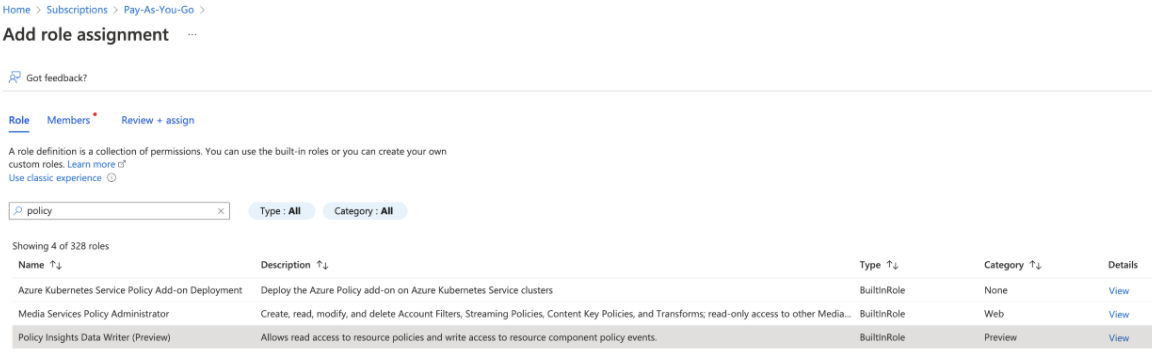 Home > Subscriptions > Pay-As-You-Go >
Add role assignment ...
Got feedback?
Role Members Review + assign
A role definition is a collection of permissions. You can use the built-in roles or you can create your own
custom roles. Learn more
Use classic experience
policy Type : All Category : All
Showing 4 of 328 roles
Name ↑↓ Description ↑↓ Type ↑↓ Category ↑↓ Details
Azure Kubernetes Service Policy Add-on Deployment Deploy the Azure Policy add-on on Azure Kubernetes Service clusters BuiltInRole None View
Media Services Policy Administrator Create, read, modify, and delete Account Filters, Streaming Policies, Content Key Policies, and Transforms; read-only access to other Media... BuiltInRole Web View
Policy Insights Data Writer (Preview) Allows read access to resource policies and write access to resource component policy events. BuiltInRole Preview View